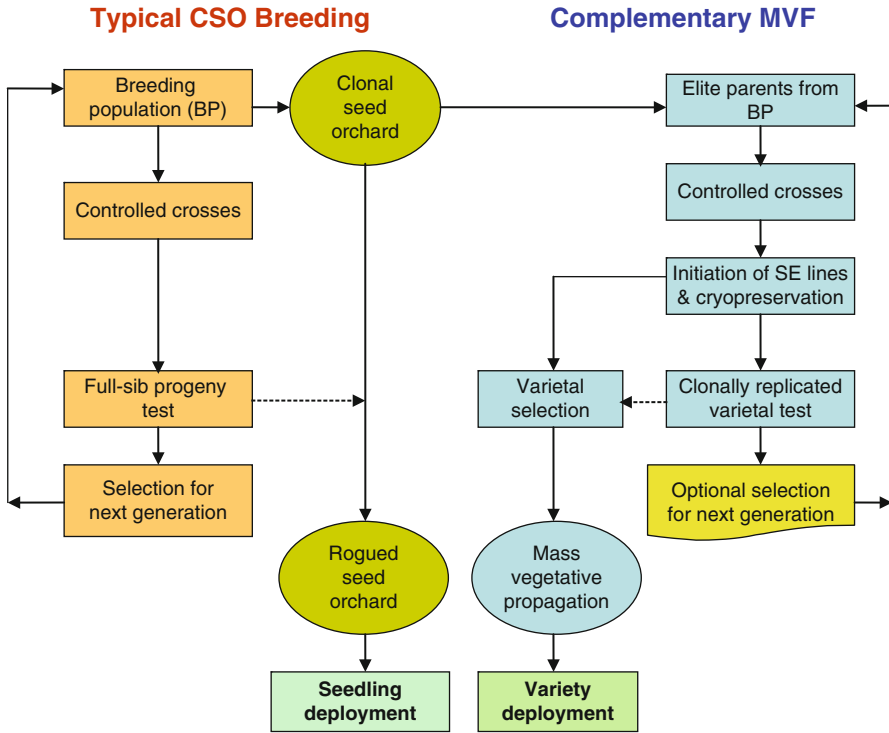 Typical CSO Breeding
Complementary MVF
Breeding
population (BP)
Clonal
seed
orchard
Elite parents from
BP
Controlled crosses
Controlled crosses
Initiation of SE lines
& cryopreservation
Full-sib progeny
test
Varietal
selection
Clonally replicated
varietal test
Selection for
next generation
Optional selection
for next generation
Rogued
seed
orchard
Mass
vegetative
propagation
Seedling
deployment
Variety
deployment